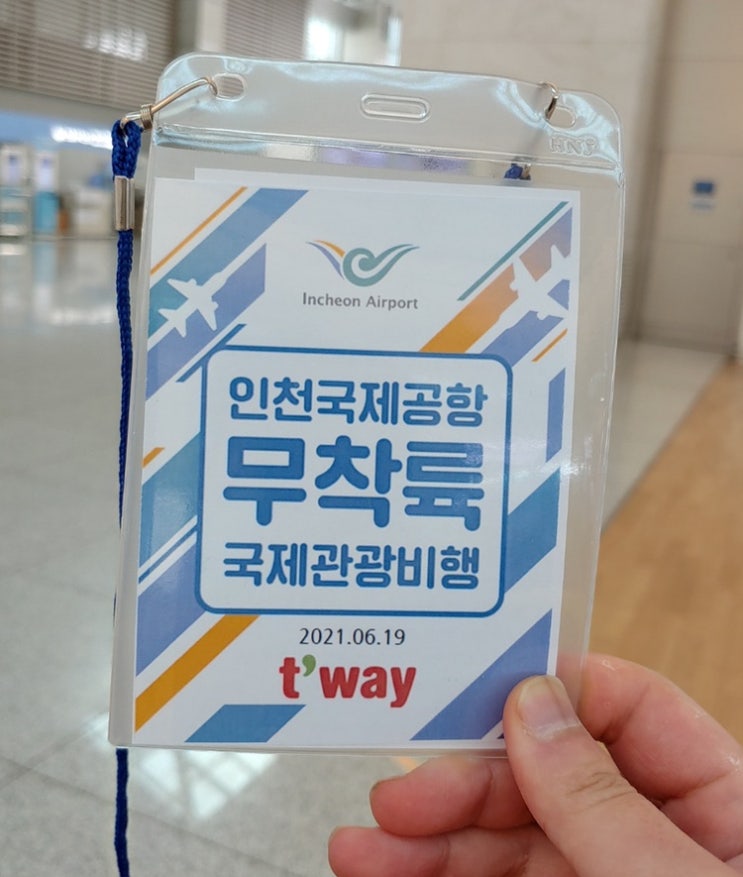 HNP
Incheon Airport
인천국제공항
무착륙
국제관광비행
2021.06.19
t'way